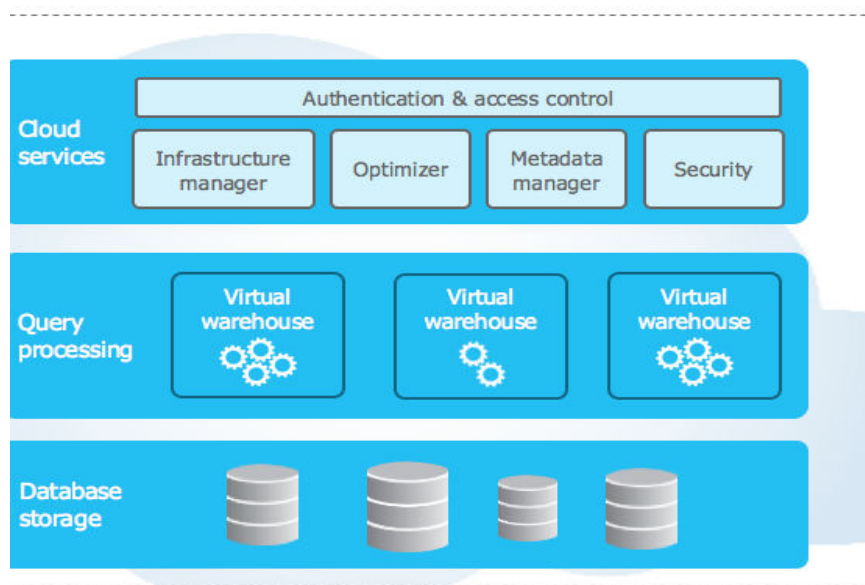 Authentication & access control
Cloud
services
Infrastructure
manager
Optimizer
Metadata
manager
Security
Query
processing
Virtual
warehouse
Virtual
warehouse
Virtual
warehouse
Database
storage